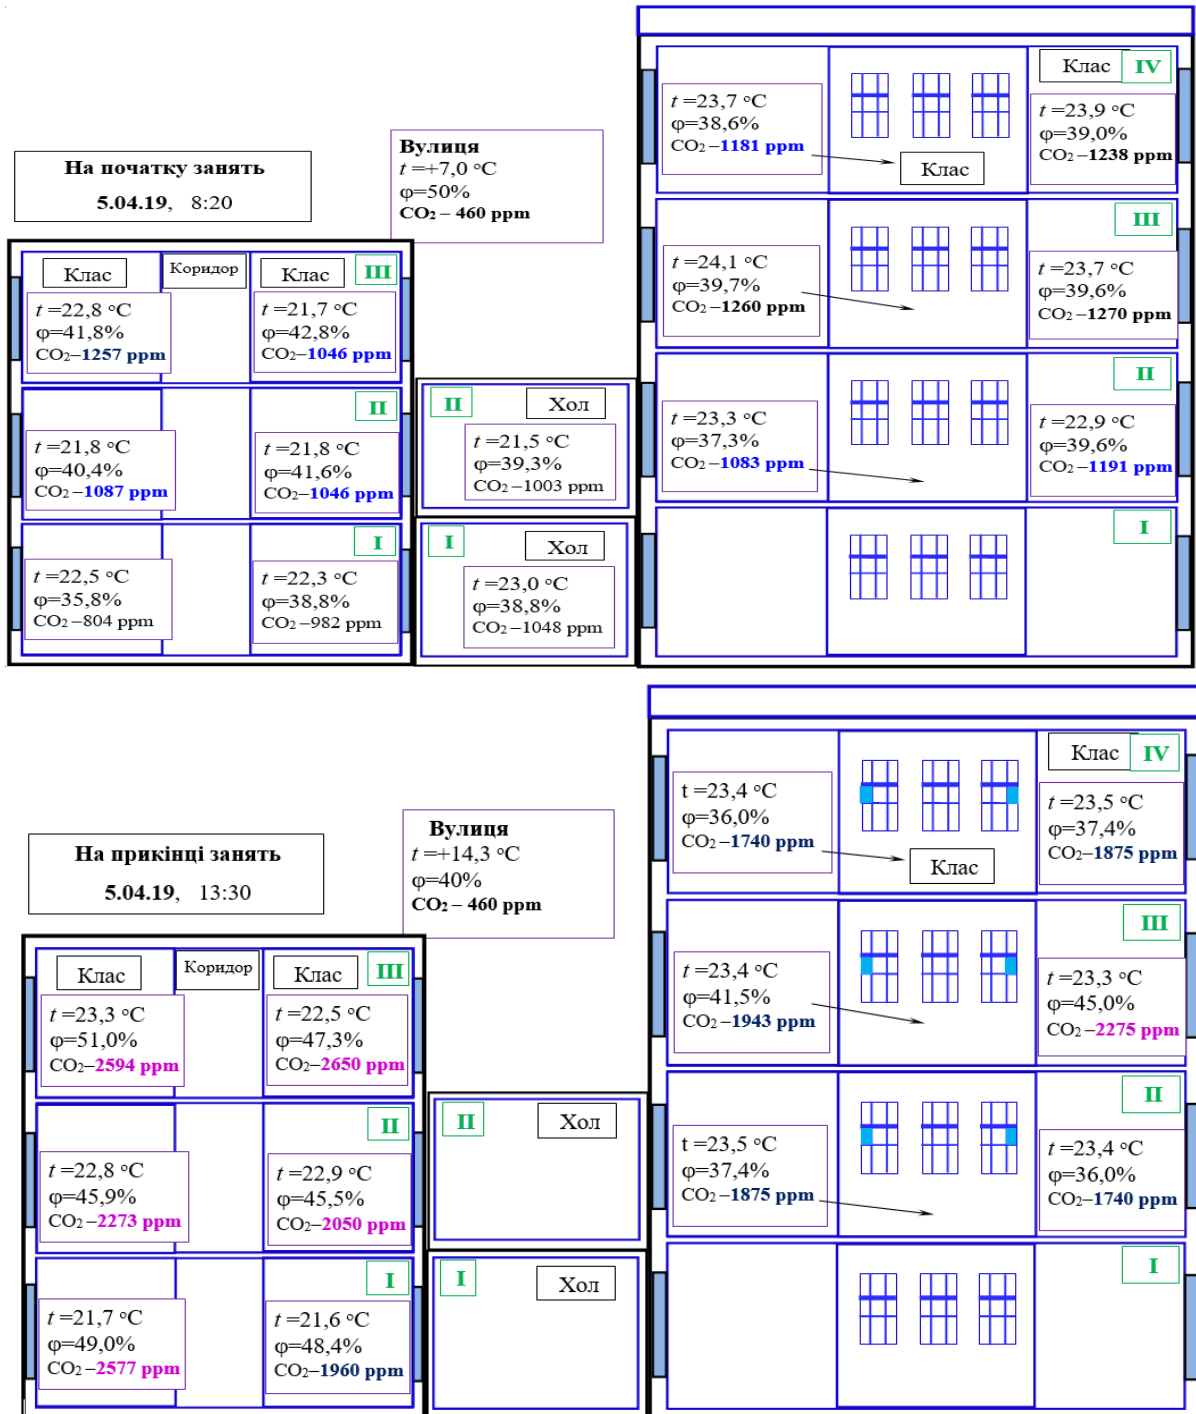 На початку занять
5.04.19, 8:20
Вулиця
t =+7,0 °C
φ=50%
CO₂ – 460 ppm
Клас
Коридор
Клас
III
t =22,8 °C
φ=41,8%
CO₂–1257 ppm
t =21,7 °C
φ=42,8%
CO₂–1046 ppm
II
t =21,8 °C
φ=40,4%
CO₂–1087 ppm
t =21,8 °C
φ=41,6%
CO₂–1046 ppm
I
t =22,5 °C
φ=35,8%
CO₂–804 ppm
t =22,3 °C
φ=38,8%
CO₂–982 ppm
II
Хол
t =21,5 °C
φ=39,3%
CO₂–1003 ppm
I
Хол
t =23,0 °C
φ=38,8%
CO₂–1048 ppm
Клас
IV
t =23,7 °C
φ=38,6%
CO₂–1181 ppm
Клас
t =23,9 °C
φ=39,0%
CO₂–1238 ppm
III
t =24,1 °C
φ=39,7%
CO₂–1260 ppm
t =23,7 °C
φ=39,6%
CO₂–1270 ppm
II
t =23,3 °C
φ=37,3%
CO₂–1083 ppm
t =22,9 °C
φ=39,6%
CO₂–1191 ppm
I
На прикінці занять
5.04.19, 13:30
Вулиця
t =+14,3 °C
φ=40%
CO₂ – 460 ppm
Клас
Коридор
Клас
III
t =23,3 °C
φ=51,0%
CO₂–2594 ppm
t =22,5 °C
φ=47,3%
CO₂–2650 ppm
II
t =22,8 °C
φ=45,9%
CO₂–2273 ppm
t =22,9 °C
φ=45,5%
CO₂–2050 ppm
I
t =21,7 °C
φ=49,0%
CO₂–2577 ppm
t =21,6 °C
φ=48,4%
CO₂–1960 ppm
II
Хол
I
Хол
Клас
IV
t =23,4 °C
φ=36,0%
CO₂–1740 ppm
Клас
t =23,5 °C
φ=37,4%
CO₂–1875 ppm
III
t =23,4 °C
φ=41,5%
CO₂–1943 ppm
t =23,3 °C
φ=45,0%
CO₂–2275 ppm
II
t =23,5 °C
φ=37,4%
CO₂–1875 ppm
t =23,4 °C
φ=36,0%
CO₂–1740 ppm
I